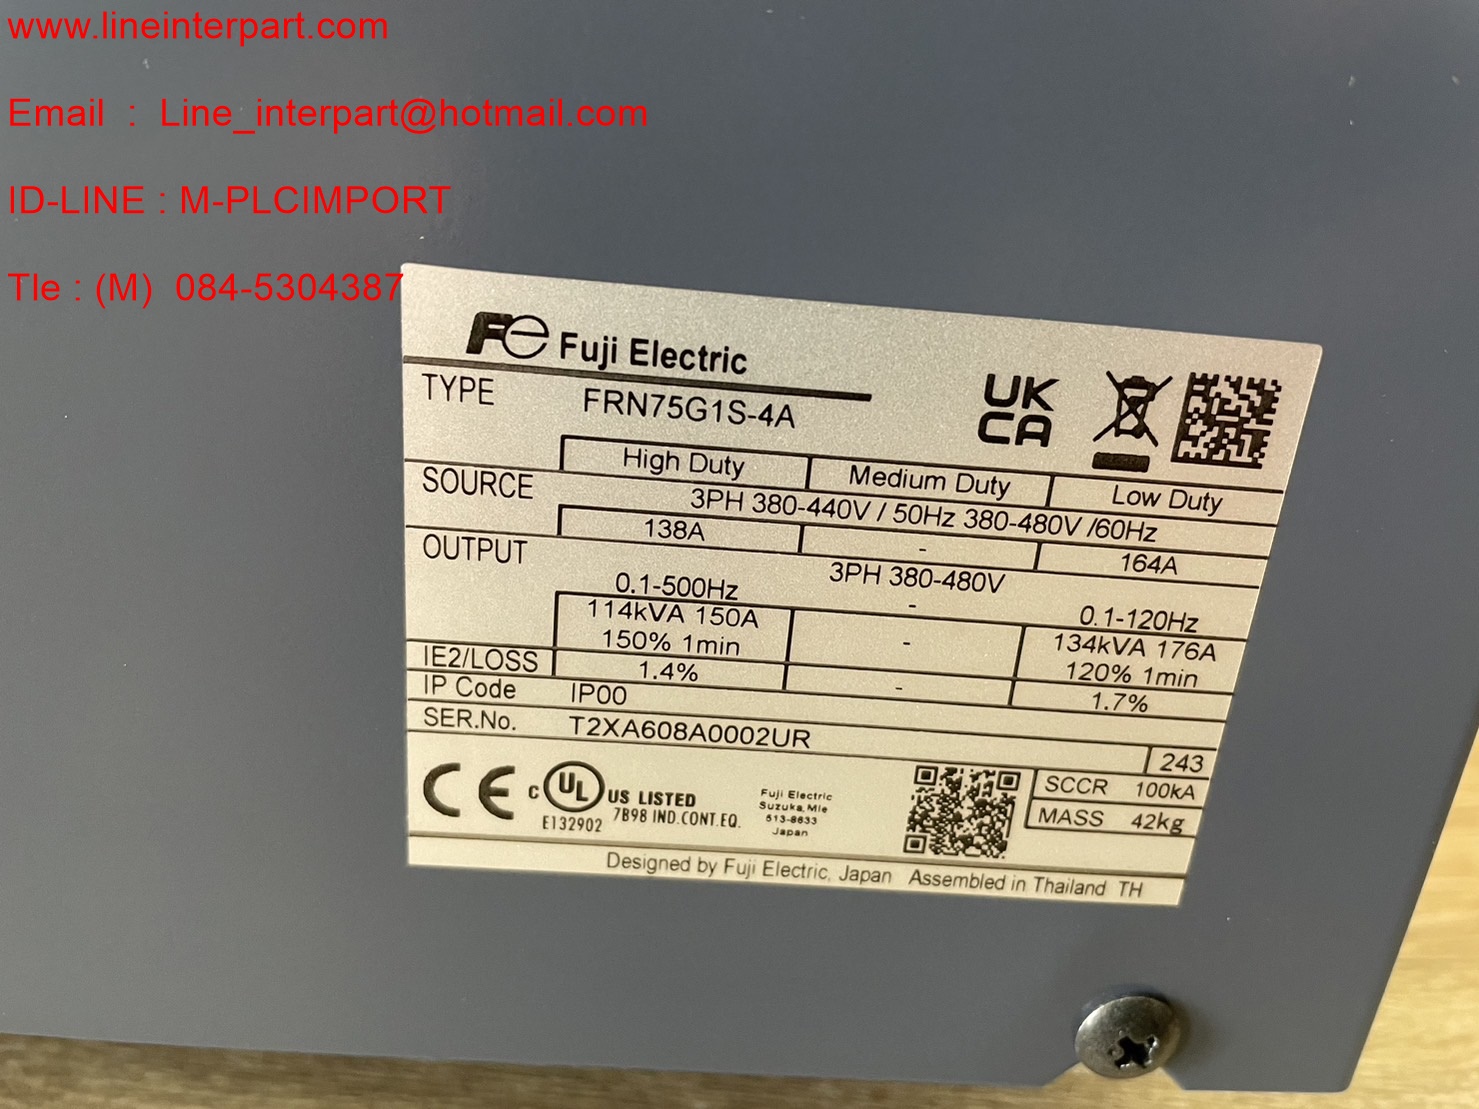 www.lineinterpart.com
Email : Line_interpart@hotmail.com
ID-LINE : M-PLCIMPORT
Tle : (M) 084-5304387
Fe Fuji Electric
TYPE FRN75G1S-4A
UK
CA
High Duty Medium Duty Low Duty
SOURCE 3PH 380-440V / 50Hz 380-480V /60Hz
138A - 164A
OUTPUT 3PH 380-480V
0.1-500Hz - 0.1-120Hz
114kVA 150A - 134kVA 176A
150% 1min 120% 1min
IE2/LOSS 1.4% - 1.7%
IP Code IP00
SER.No. T2XA608A0002UR 243
CE
C UL US LISTED
E132902 7B98 IND.CONT.EQ.
Fuji Electric
Suzuka, Mie
513-8633
Japan
SCCR 100kA
MASS 42kg
Designed by Fuji Electric, Japan Assembled in Thailand TH